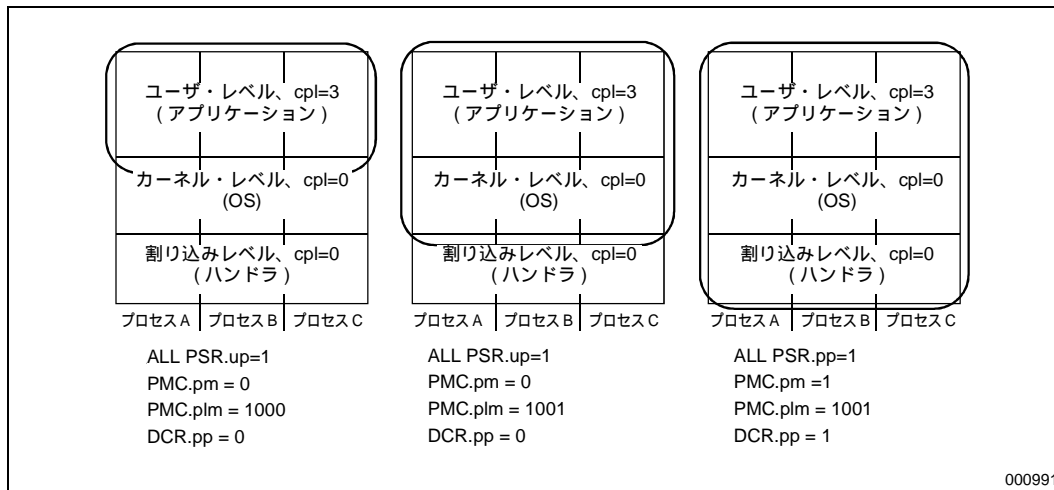 ユーザ・レベル、cpl=3
(アプリケーション)
カーネル・レベル、cpl=0
(OS)
割り込みレベル、cpl=0
(ハンドラ)
プロセスA プロセスB プロセスC
ALL PSR.up=1
PMC.pm = 0
PMC.plm = 1000
DCR.pp = 0
ユーザ・レベル、cpl=3
(アプリケーション)
カーネル・レベル、cpl=0
(OS)
割り込みレベル、cpl=0
(ハンドラ)
プロセスA プロセスB プロセスC
ALL PSR.up=1
PMC.pm = 0
PMC.plm = 1001
DCR.pp = 0
ユーザ・レベル、cpl=3
(アプリケーション)
カーネル・レベル、cpl=0
(OS)
割り込みレベル、cpl=0
(ハンドラ)
プロセスA プロセスB プロセスC
ALL PSR.pp=1
PMC.pm =1
PMC.plm = 1001
DCR.pp = 1
000991